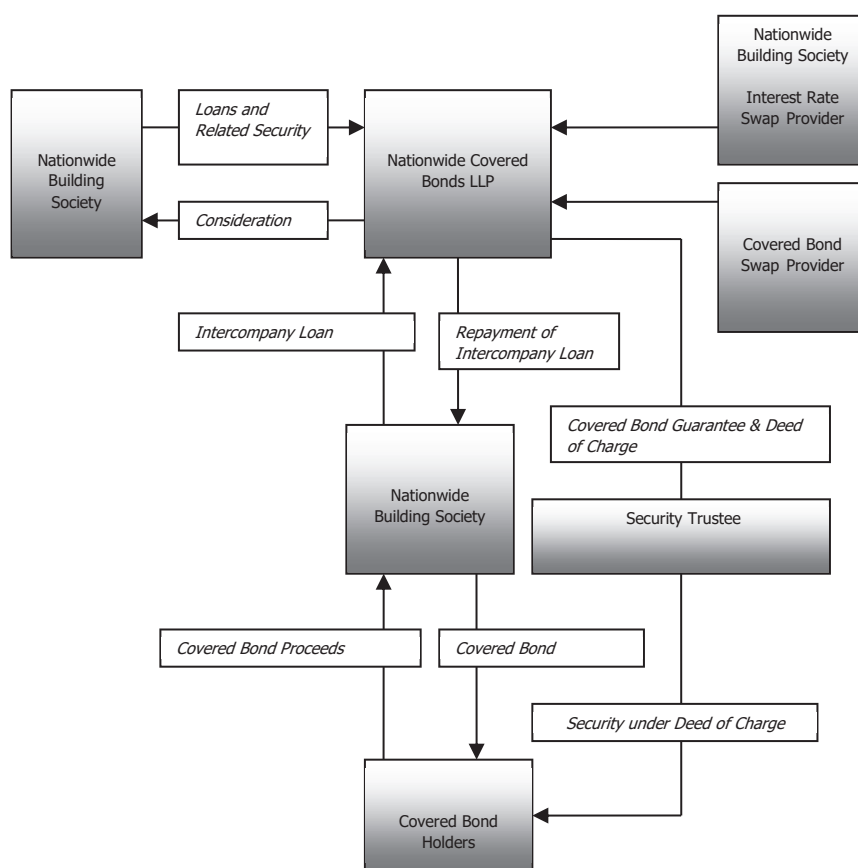 Nationwide
Building Society
Interest Rate
Swap Provider
Loans and
Related Security
Nationwide
Building
Society
Nationwide Covered
Bonds LLP
Consideration
Covered Bond
Swap Provider
Intercompany Loan
Repayment of
Intercompany Loan
Covered Bond Guarantee & Deed
of Charge
Nationwide
Building Society
Security Trustee
Covered Bond Proceeds
Covered Bond
Security under Deed of Charge
Covered Bond
Holders